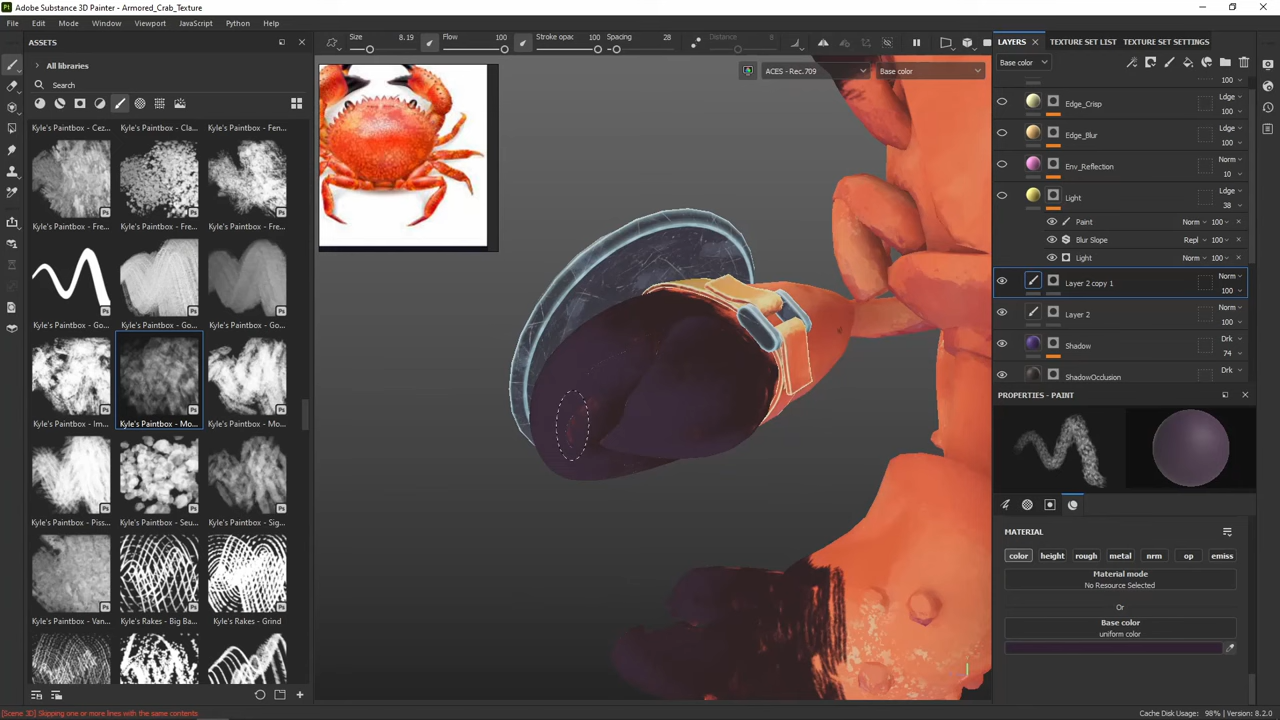 Pt Adobe Substance 3D Painter - Armored_Crab_Texture
File Edit Mode Window Viewport JavaScript Python Help
Size 8.19 Flow 100 Stroke opac 100 Spacing 28 Distance 8
ASSETS
All libraries
Search
Kyle's Paintbox - Cez... Kyle's Paintbox - Cla... Kyle's Paintbox - Fen...
Kyle's Paintbox - Fre... Kyle's Paintbox - Fre... Kyle's Paintbox - Fre...
Kyle's Paintbox - Go... Kyle's Paintbox - Go... Kyle's Paintbox - Go...
Kyle's Paintbox - Im... Kyle's Paintbox - Mo... Kyle's Paintbox - Mo...
Kyle's Paintbox - Piss... Kyle's Paintbox - Seu... Kyle's Paintbox - Sig...
Kyle's Paintbox - Van... Kyle's Rakes - Big Ba... Kyle's Rakes - Grind
ACES - Rec.709 Base color
LAYERS TEXTURE SET LIST TEXTURE SET SETTINGS
Base color
100
Edge_Crisp Ldge 100
Edge_Blur Ldge 100
Env_Reflection Norm 10
Light Ldge 38
Paint Norm 100
Blur Slope Repl 100
Light Norm 100
Layer 2 copy 1 Norm 100
Layer 2 Norm 100
Shadow Drk 74
ShadowOcclusion Drk
PROPERTIES - PAINT
MATERIAL
color height rough metal nrm op emiss
Material mode
No Resource Selected
Or
Base color
uniform color
[Scene 3D] Skipping one or more lines with the same contents
Cache Disk Usage: 98% | Version: 8.2.0